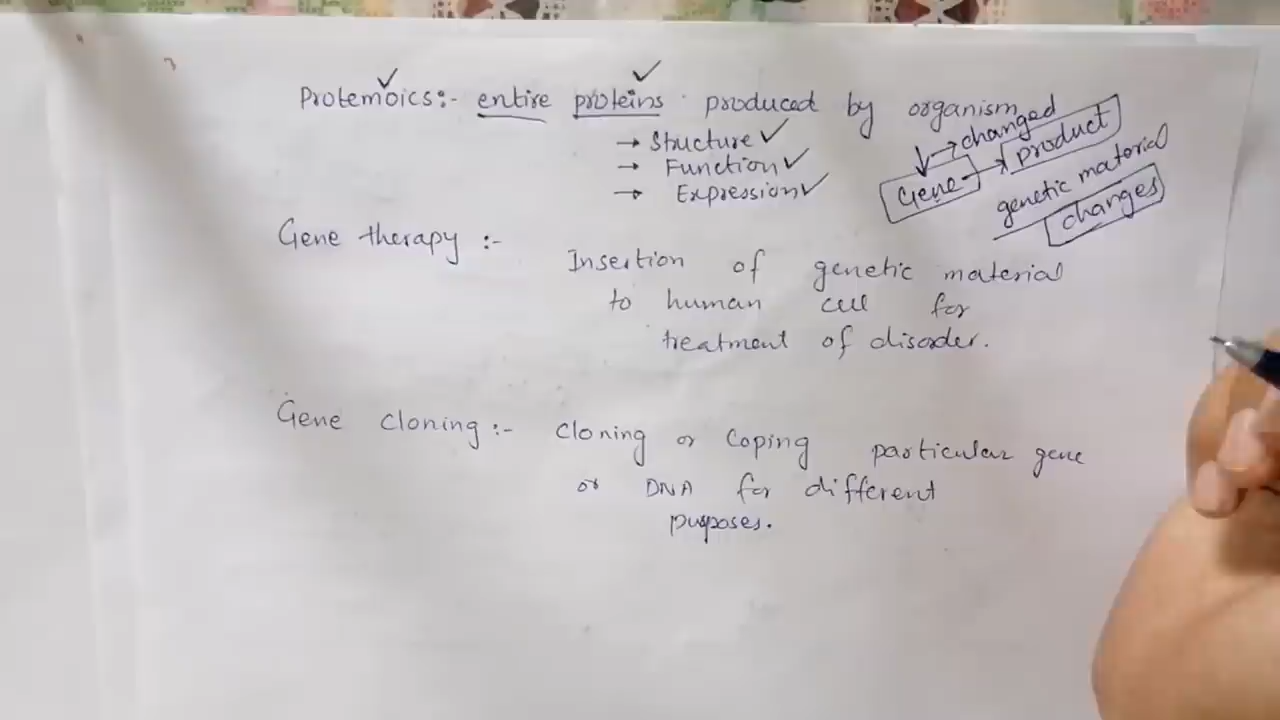 Protemoics:- entire proteins produced by organism
→ Structure
→ Function
→ Expression
→ changed
Gene → product
genetic material
changes
Gene therapy :-
Insertion of genetic material
to human cell for
treatment of disorder.
Gene cloning :- Cloning or Coping particular gene
or DNA for different
purposes.